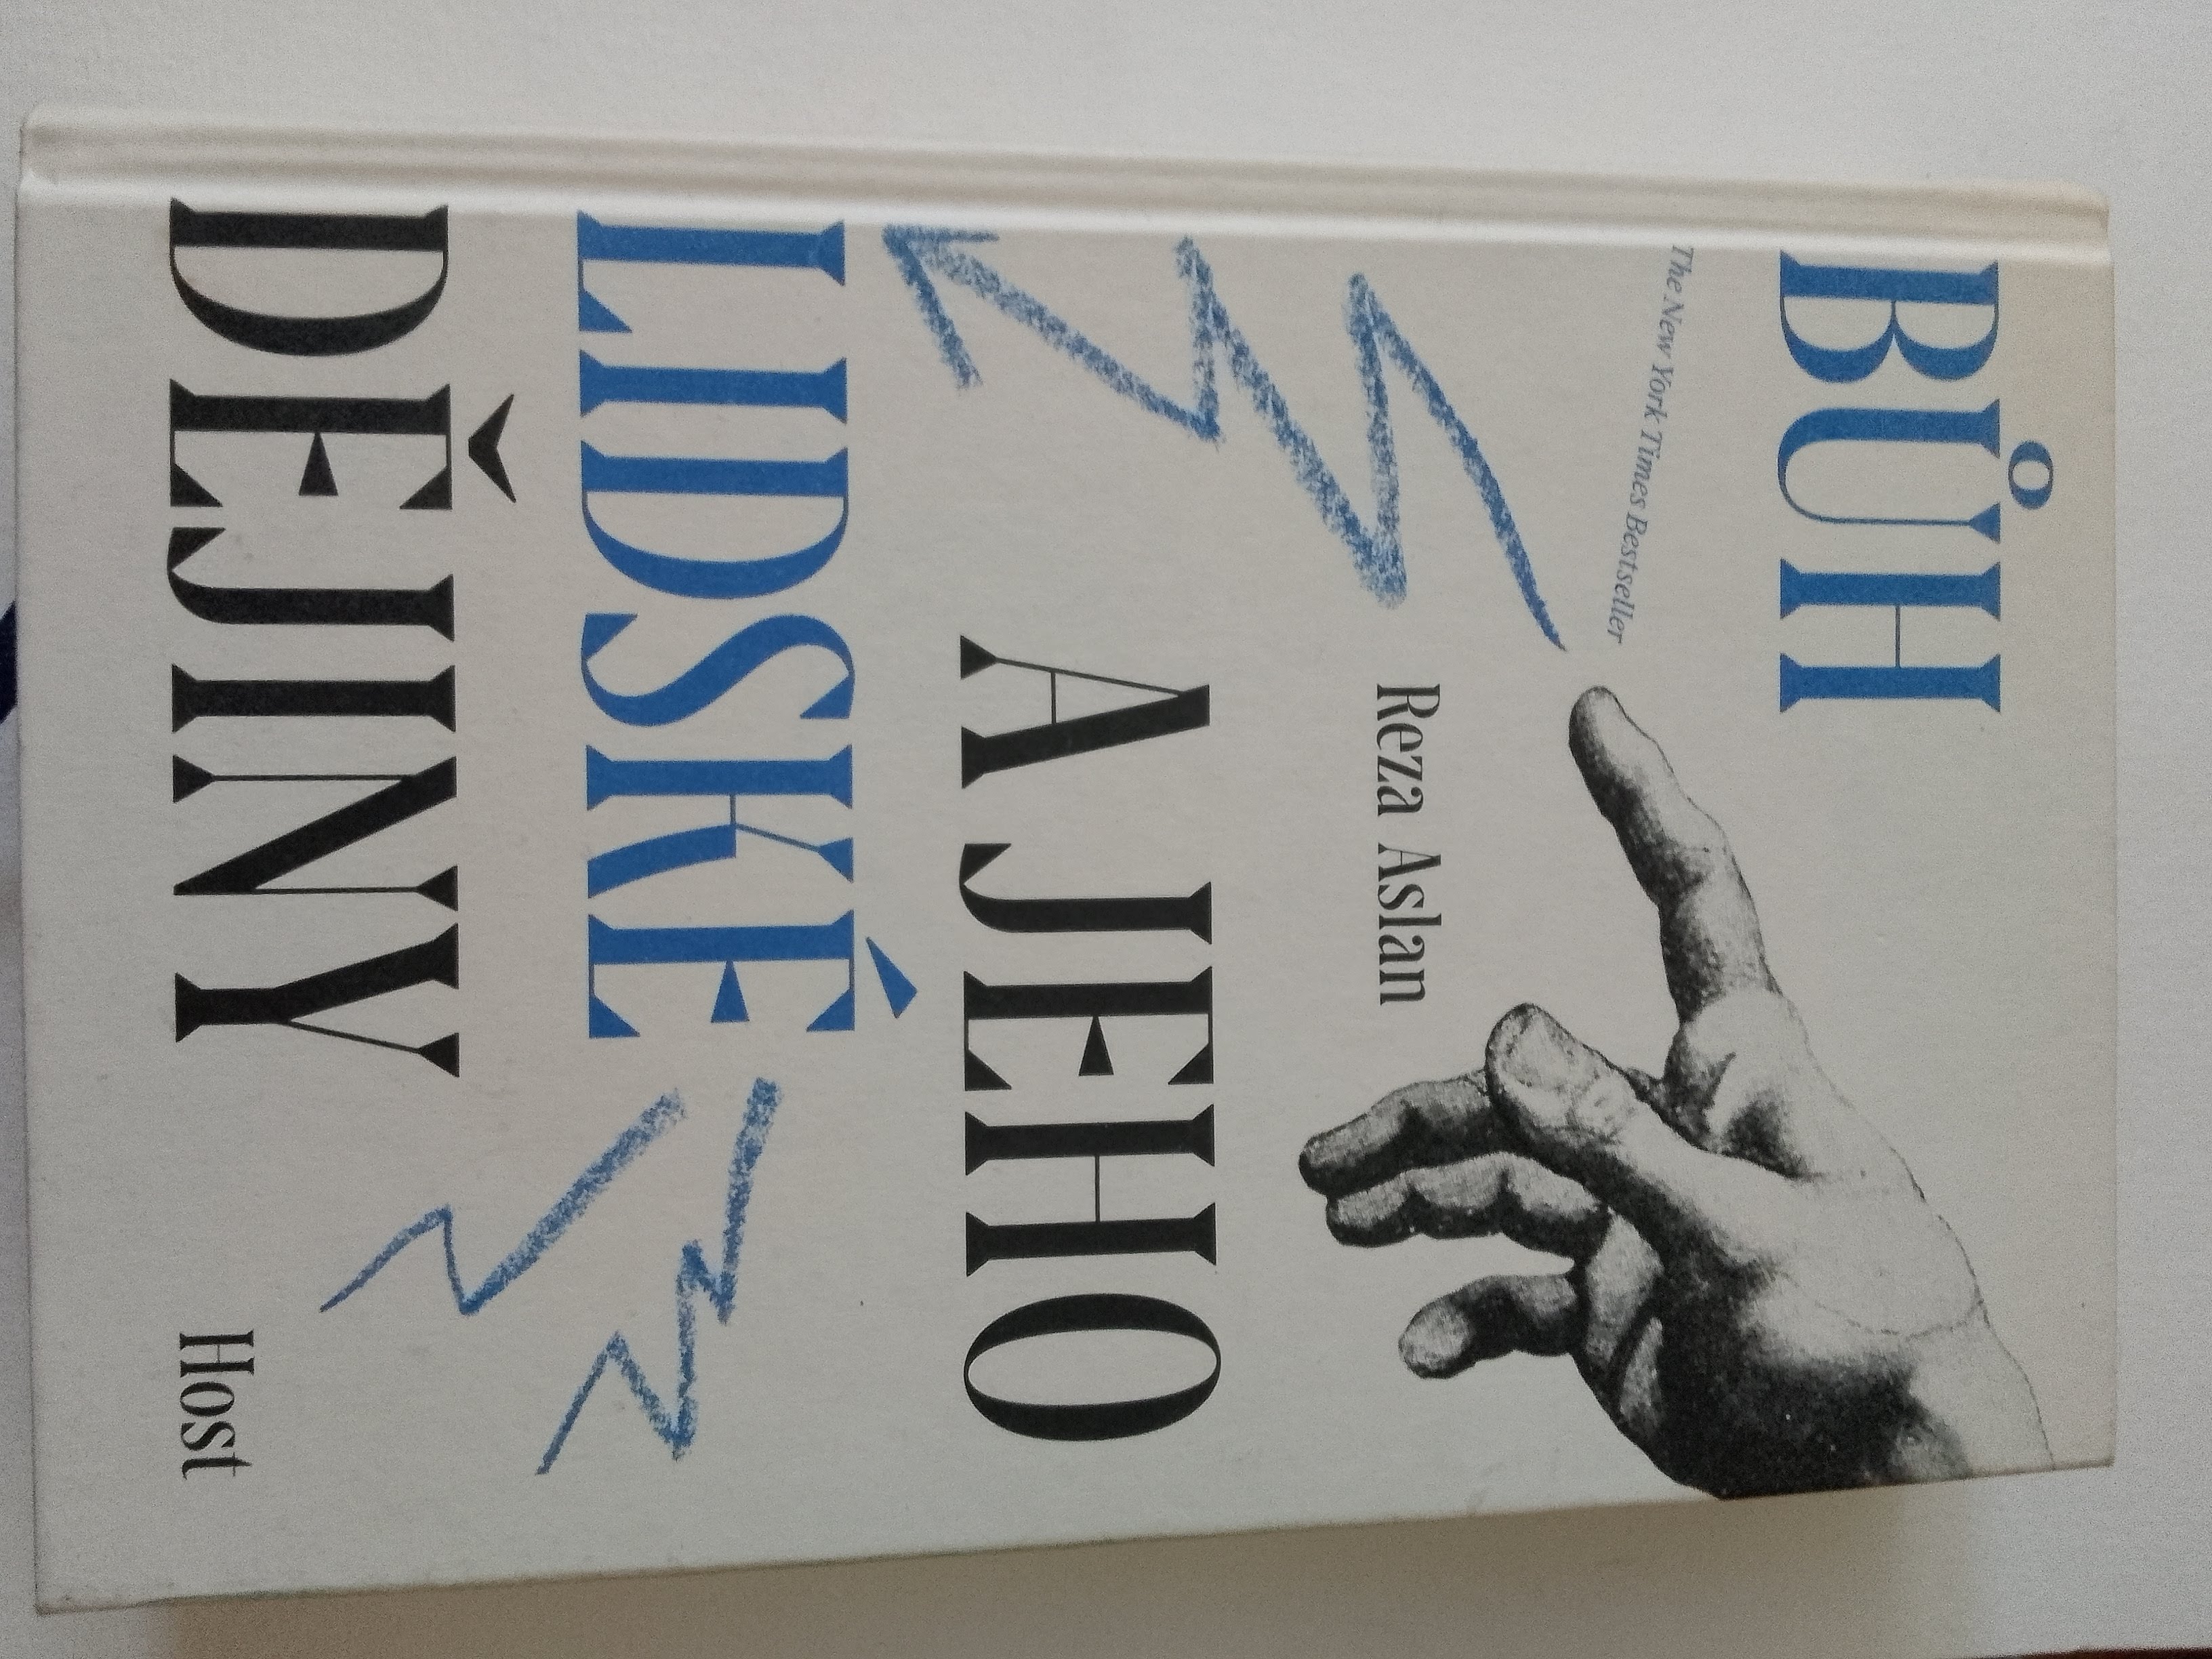 BŮH
The New York Times Bestseller
Reza Aslan
A JEHO
LIDSKÉ
DĚJINY
Host